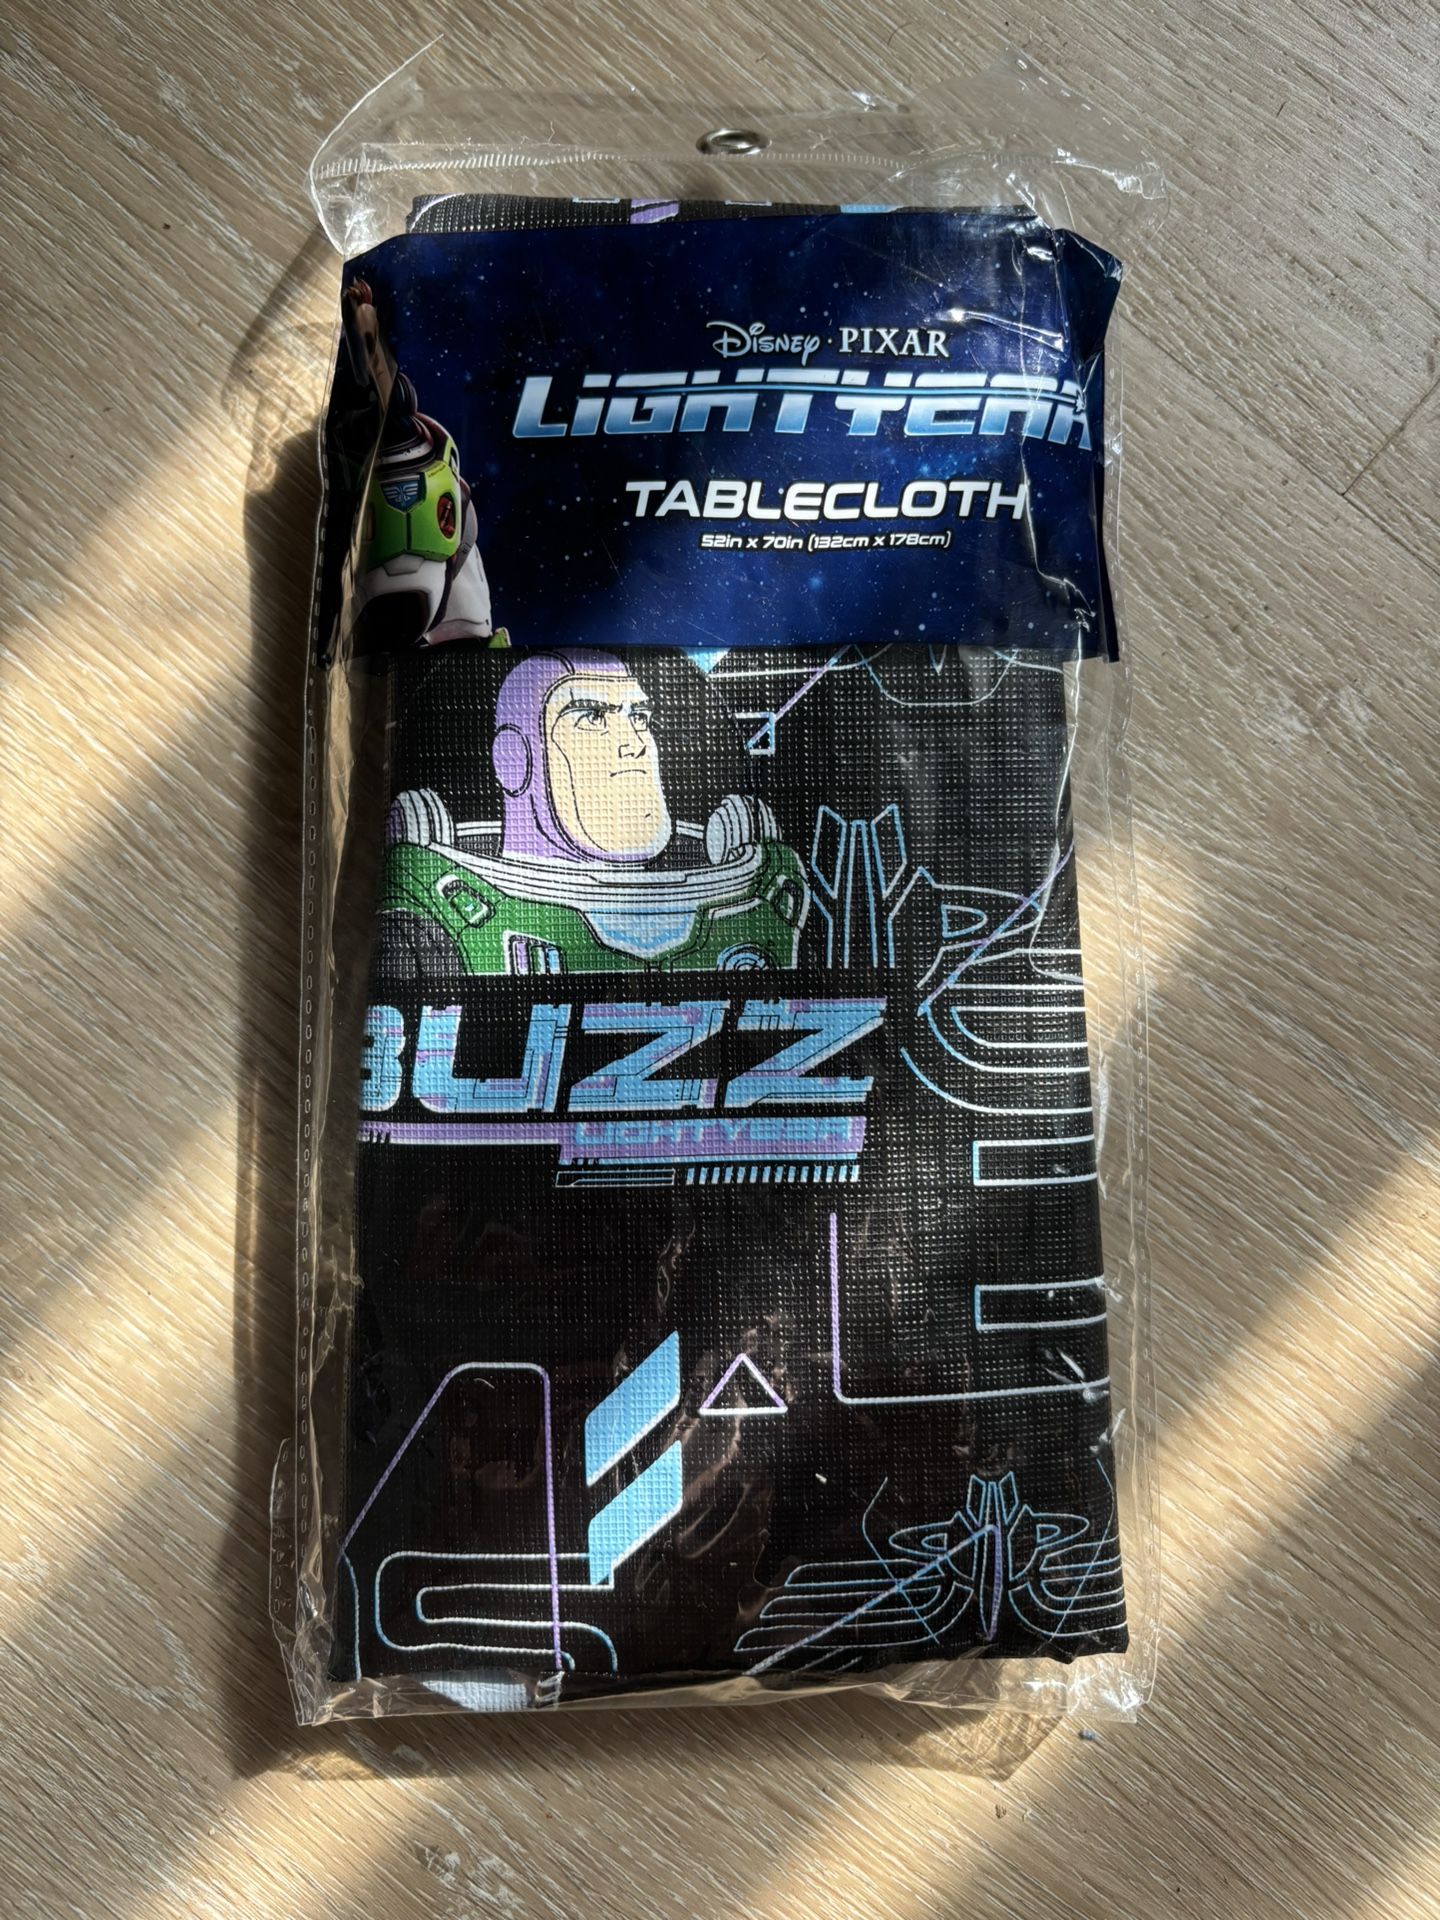 Disney · PIXAR
LIGHTYEAR
TABLECLOTH
52in x 70in (132cm x 178cm)
BUZZ
LIGHTYEAR